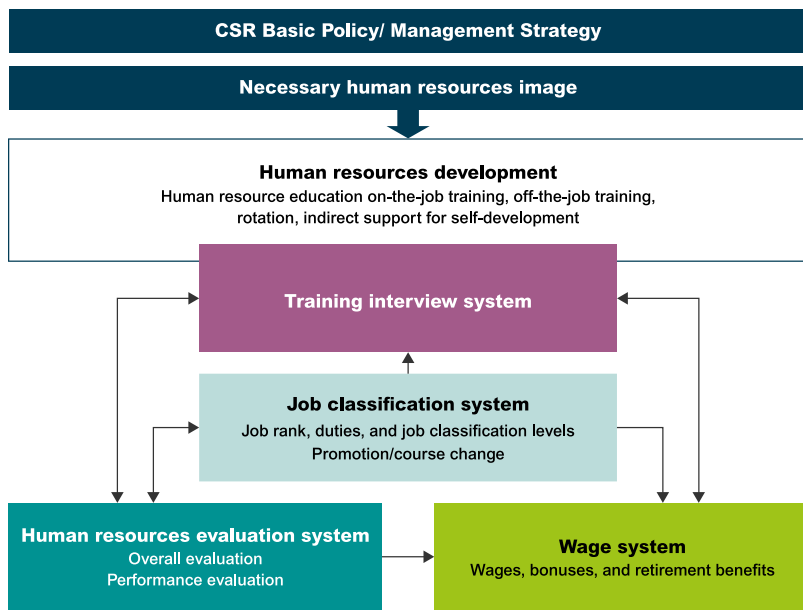 CSR Basic Policy/ Management Strategy
Necessary human resources image
Human resources development
Human resource education on-the-job training, off-the-job training,
rotation, indirect support for self-development
Training interview system
Job classification system
Job rank, duties, and job classification levels
Promotion/course change
Human resources evaluation system
Overall evaluation
Performance evaluation
Wage system
Wages, bonuses, and retirement benefits